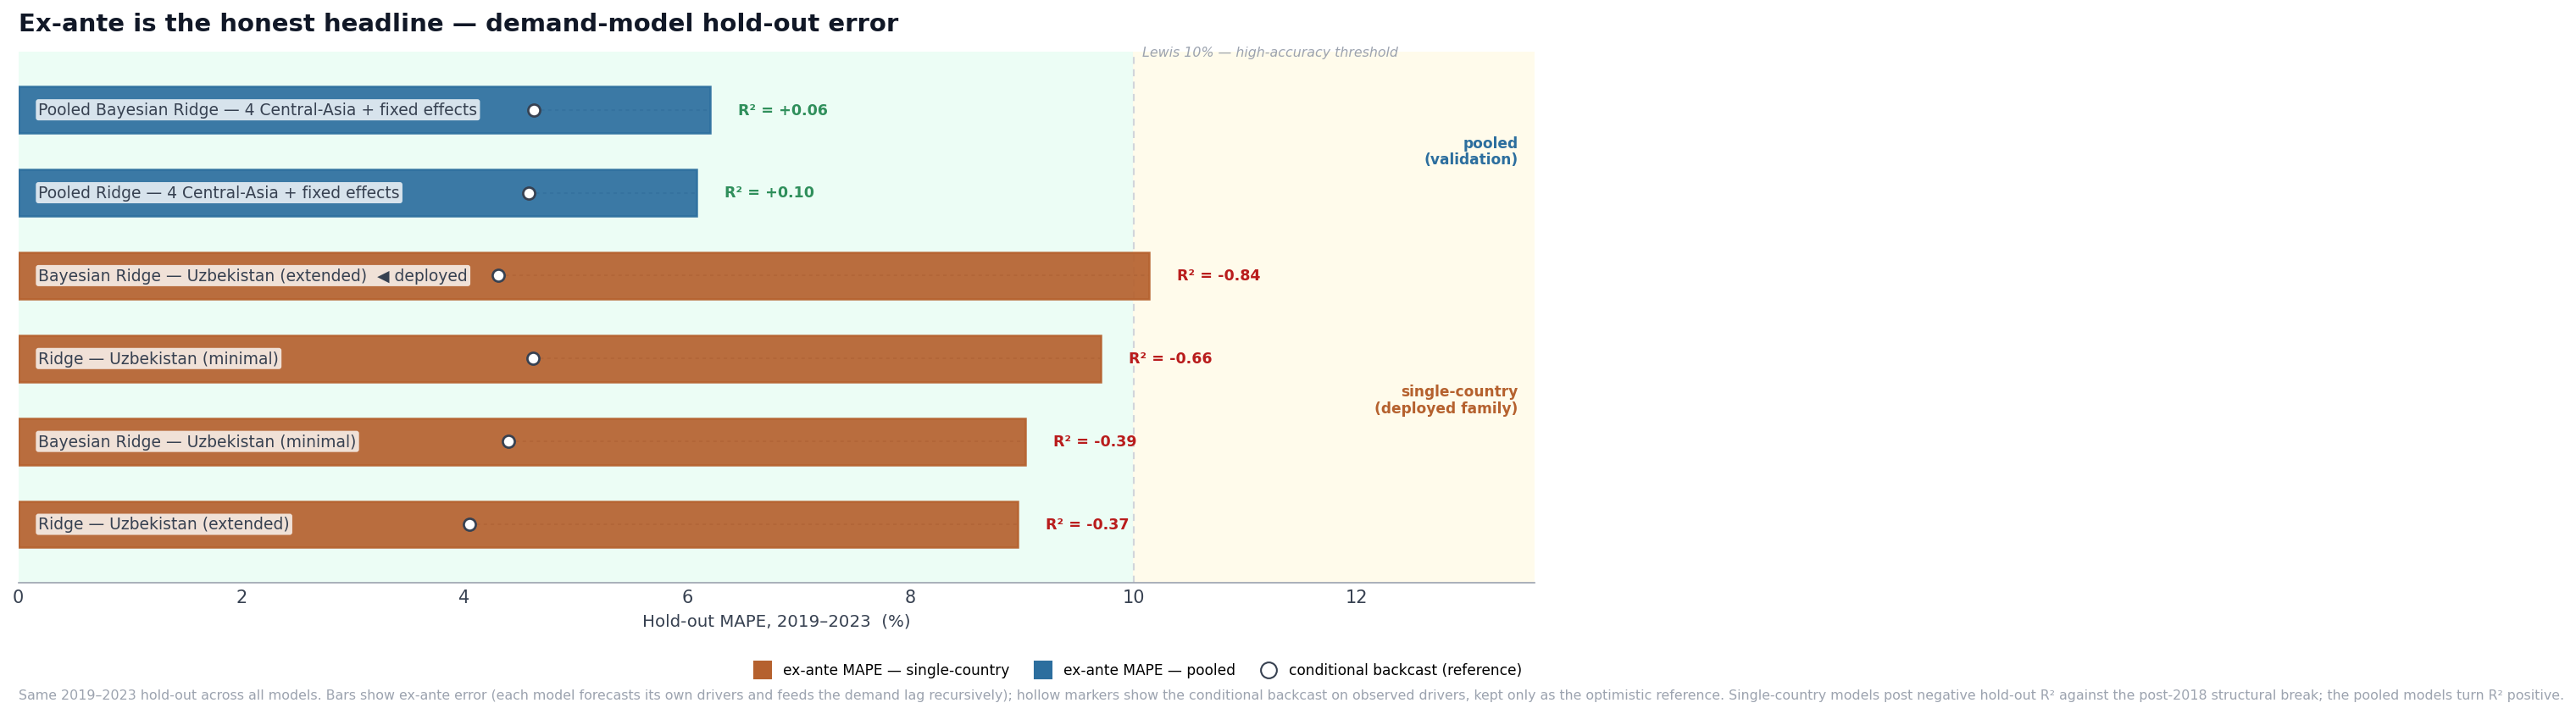 Ex-ante is the honest headline — demand-model hold-out error
Lewis 10% — high-accuracy threshold
Pooled Bayesian Ridge — 4 Central-Asia + fixed effects
R² = +0.06
pooled
(validation)
Pooled Ridge — 4 Central-Asia + fixed effects
R² = +0.10
Bayesian Ridge — Uzbekistan (extended) ◀ deployed
R² = -0.84
Ridge — Uzbekistan (minimal)
R² = -0.66
single-country
(deployed family)
Bayesian Ridge — Uzbekistan (minimal)
R² = -0.39
Ridge — Uzbekistan (extended)
R² = -0.37
0 2 4 6 8 10 12
Hold-out MAPE, 2019–2023 (%)
ex-ante MAPE — single-country
ex-ante MAPE — pooled
conditional backcast (reference)
Same 2019–2023 hold-out across all models. Bars show ex-ante error (each model forecasts its own drivers and feeds the demand lag recursively); hollow markers show the conditional backcast on observed drivers, kept only as the optimistic reference. Single-country models post negative hold-out R² against the post-2018 structural break; the pooled models turn R² positive.